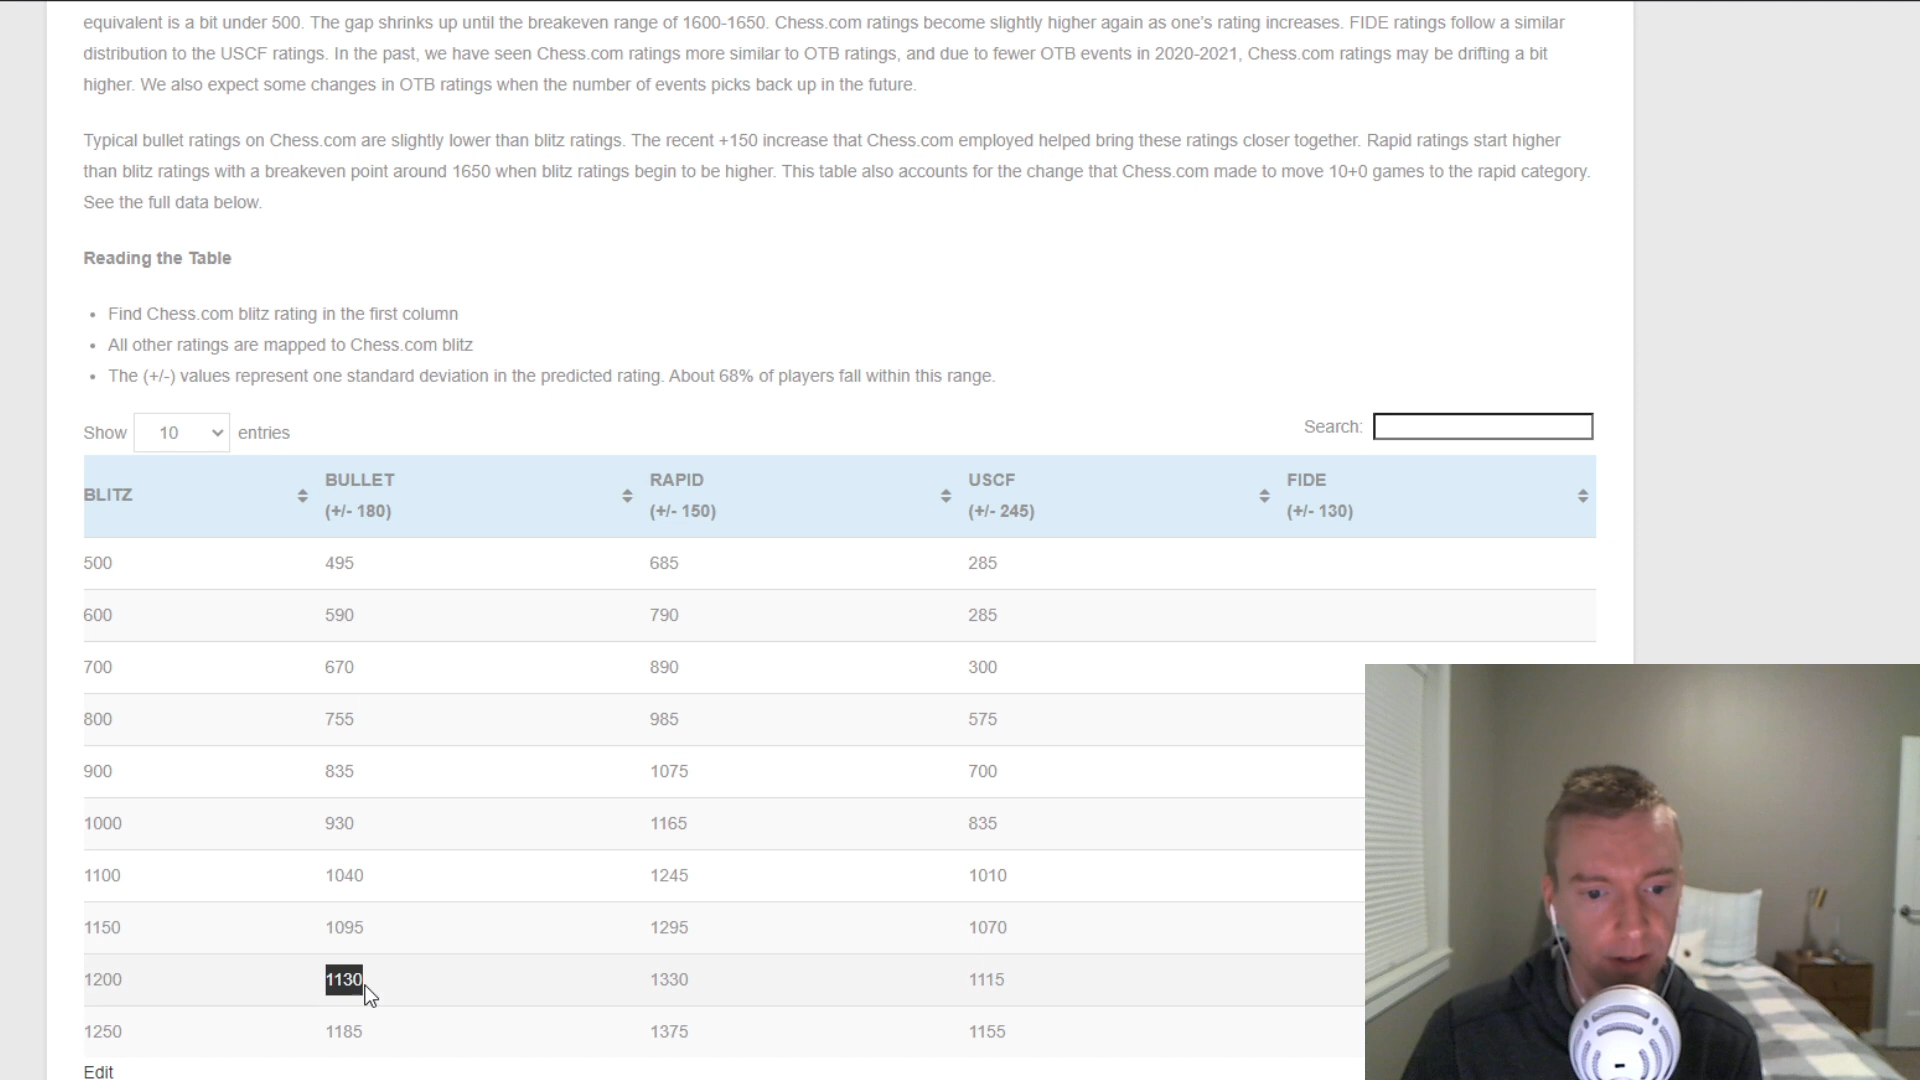 equivalent is a bit under 500. The gap shrinks up until the breakeven range of 1600-1650. Chess.com ratings become slightly higher again as one's rating increases. FIDE ratings follow a similar
distribution to the USCF ratings. In the past, we have seen Chess.com ratings more similar to OTB ratings, and due to fewer OTB events in 2020-2021, Chess.com ratings may be drifting a bit
higher. We also expect some changes in OTB ratings when the number of events picks back up in the future.
Typical bullet ratings on Chess.com are slightly lower than blitz ratings. The recent +150 increase that Chess.com employed helped bring these ratings closer together. Rapid ratings start higher
than blitz ratings with a breakeven point around 1650 when blitz ratings begin to be higher. This table also accounts for the change that Chess.com made to move 10+0 games to the rapid category.
See the full data below.
Reading the Table
• Find Chess.com blitz rating in the first column
• All other ratings are mapped to Chess.com blitz
• The (+/-) values represent one standard deviation in the predicted rating. About 68% of players fall within this range.
Show 10 entries Search:
BLITZ BULLET (+/- 180) RAPID (+/- 150) USCF (+/- 245) FIDE (+/- 130)
500 495 685 285
600 590 790 285
700 670 890 300
800 755 985 575
900 835 1075 700
1000 930 1165 835
1100 1040 1245 1010
1150 1095 1295 1070
1200 1130 1330 1115
1250 1185 1375 1155
Edit